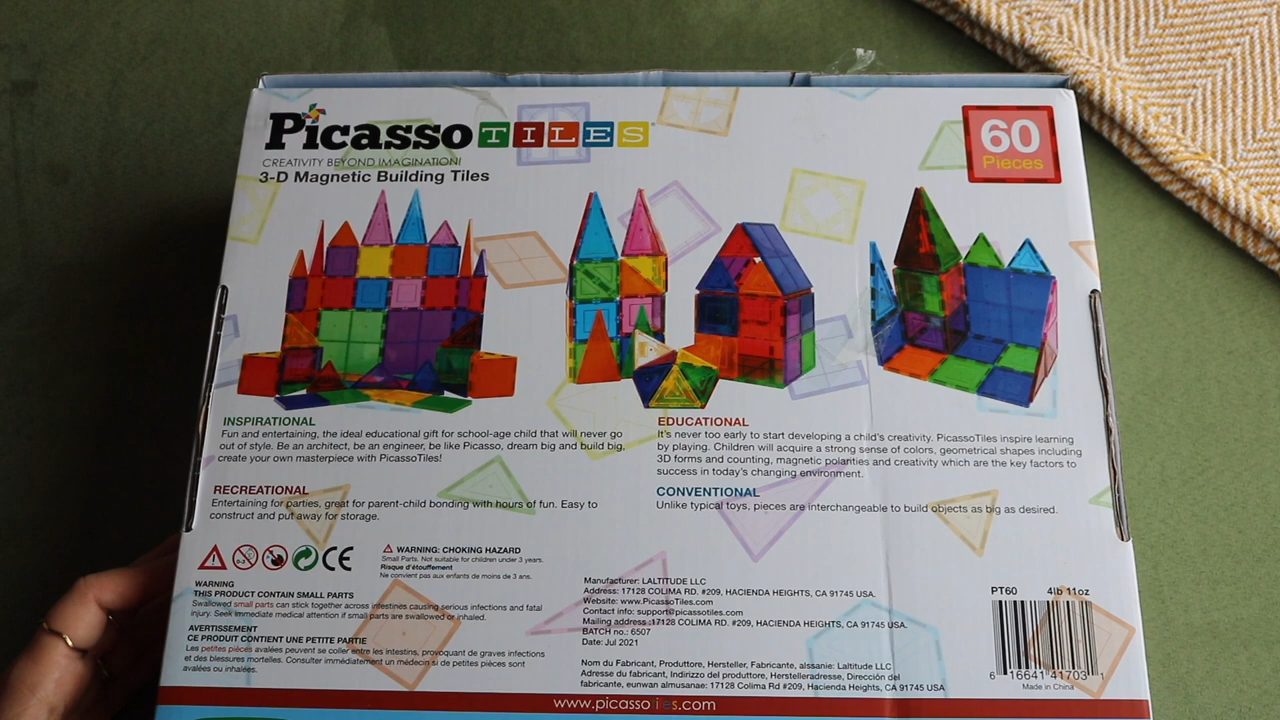 Picasso TILES
CREATIVITY BEYOND IMAGINATION!
3-D Magnetic Building Tiles
60
Pieces
INSPIRATIONAL
Fun and entertaining, the ideal educational gift for school-age child that will never go
out of style. Be an architect, be an engineer, be like Picasso, dream big and build big,
create your own masterpiece with PicassoTiles!
EDUCATIONAL
It's never too early to start developing a child's creativity. PicassoTiles inspire learning
by playing. Children will acquire a strong sense of colors, geometrical shapes including
3D forms and counting, magnetic polarities and creativity which are the key factors to
success in today's changing environment.
RECREATIONAL
Entertaining for parties, great for parent-child bonding with hours of fun. Easy to
construct and put away for storage.
CONVENTIONAL
Unlike typical toys, pieces are interchangeable to build objects as big as desired.
0-3
CE
WARNING: CHOKING HAZARD
Small Parts. Not suitable for children under 3 years.
Risque d'étouffement
Ne convient pas aux enfants de moins de 3 ans.
WARNING
THIS PRODUCT CONTAIN SMALL PARTS
Swallowed small parts can stick together across intestines causing serious infections and fatal
injury. Seek immediate medical attention if small parts are swallowed or inhaled.
AVERTISSEMENT
CE PRODUCT CONTIENT UNE PETITE PARTIE
Les petites pièces avalées peuvent se coller entre les intestins, provoquant de graves infections
et des blessures mortelles. Consulter immédiatement un médecin si de petites pièces sont
avalées ou inhalées.
Manufacturer: LALTITUDE LLC
Address: 17128 COLIMA RD. #209, HACIENDA HEIGHTS, CA 91745 USA.
Website: www.PicassoTiles.com
Contact info: support@picassotiles.com
Mailing address :17128 COLIMA RD. #209, HACIENDA HEIGHTS, CA 91745 USA.
BATCH no.: 6507
Date: Jul 2021
Nom du Fabricant, Produttore, Hersteller, Fabricante, alssanie: Laltitude LLC
Adresse du fabricant, Indirizzo del produttore, Herstelleradresse, Dirección del
fabricante, eunwan almusanae: 17128 Colima Rd #209, Hacienda Heights, CA 91745 USA
PT60 4lb 11oz
6 16641 41703 1
Made in China
www.picassotiles.com